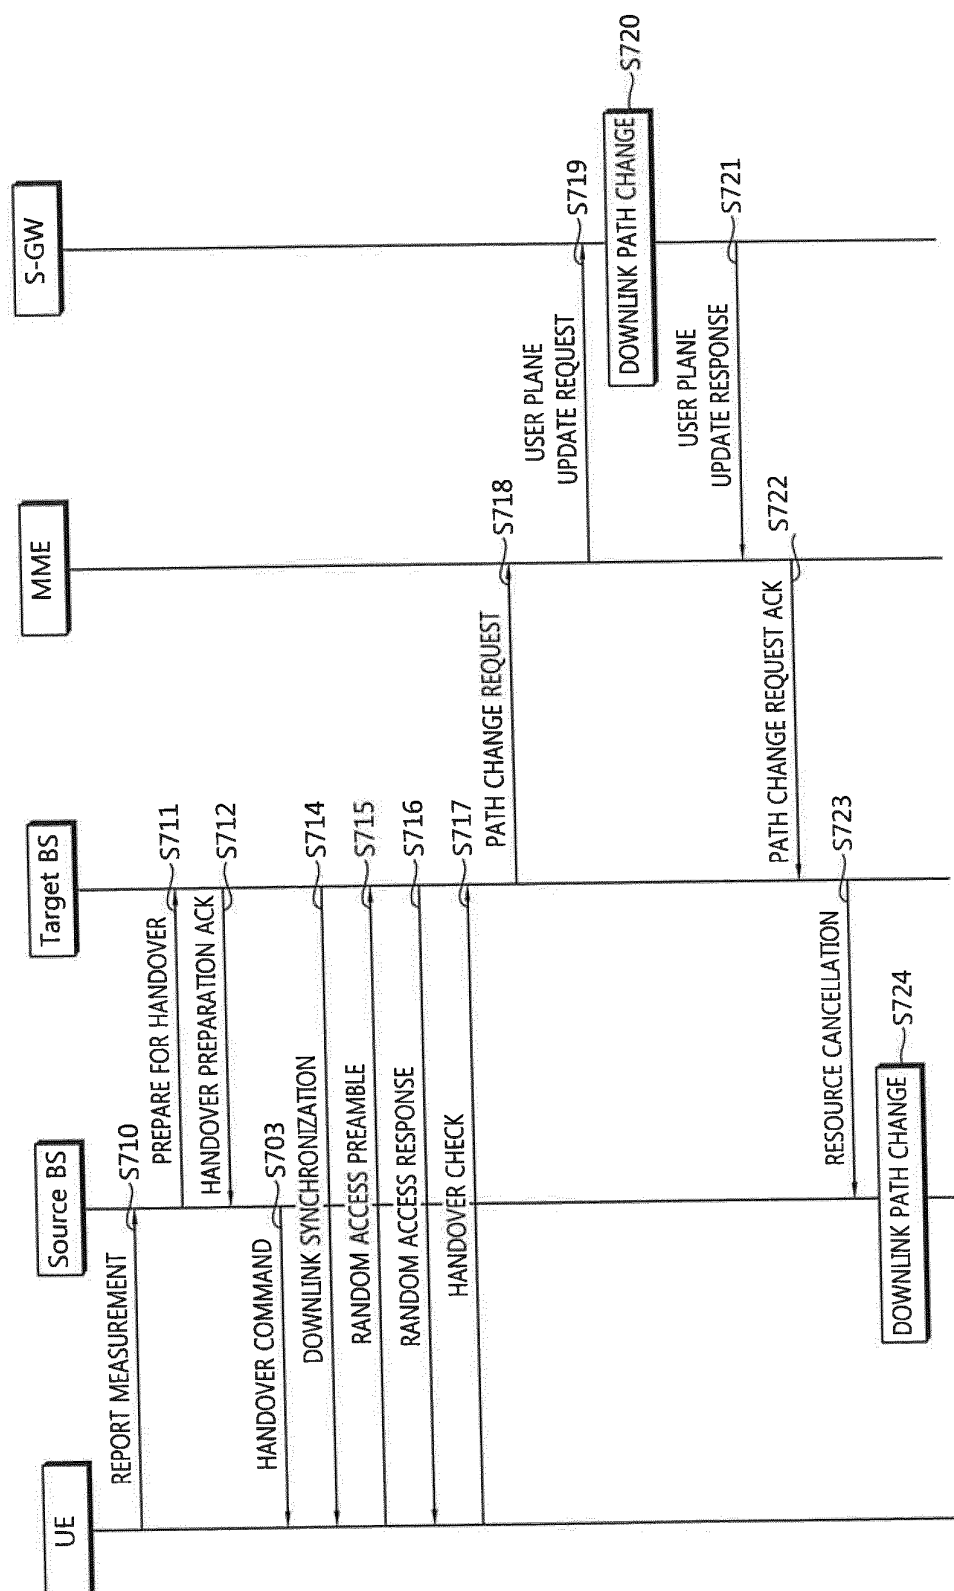 UE
Source BS
Target BS
MME
S-GW
REPORT MEASUREMENT
S710
PREPARE FOR HANDOVER
S711
HANDOVER PREPARATION ACK
S712
HANDOVER COMMAND
S703
DOWNLINK SYNCHRONIZATION
S714
RANDOM ACCESS PREAMBLE
S715
RANDOM ACCESS RESPONSE
S716
HANDOVER CHECK
S717
PATH CHANGE REQUEST
S718
USER PLANE
UPDATE REQUEST
S719
DOWNLINK PATH CHANGE
S720
USER PLANE
UPDATE RESPONSE
S721
PATH CHANGE REQUEST ACK
S722
RESOURCE CANCELLATION
S723
DOWNLINK PATH CHANGE
S724